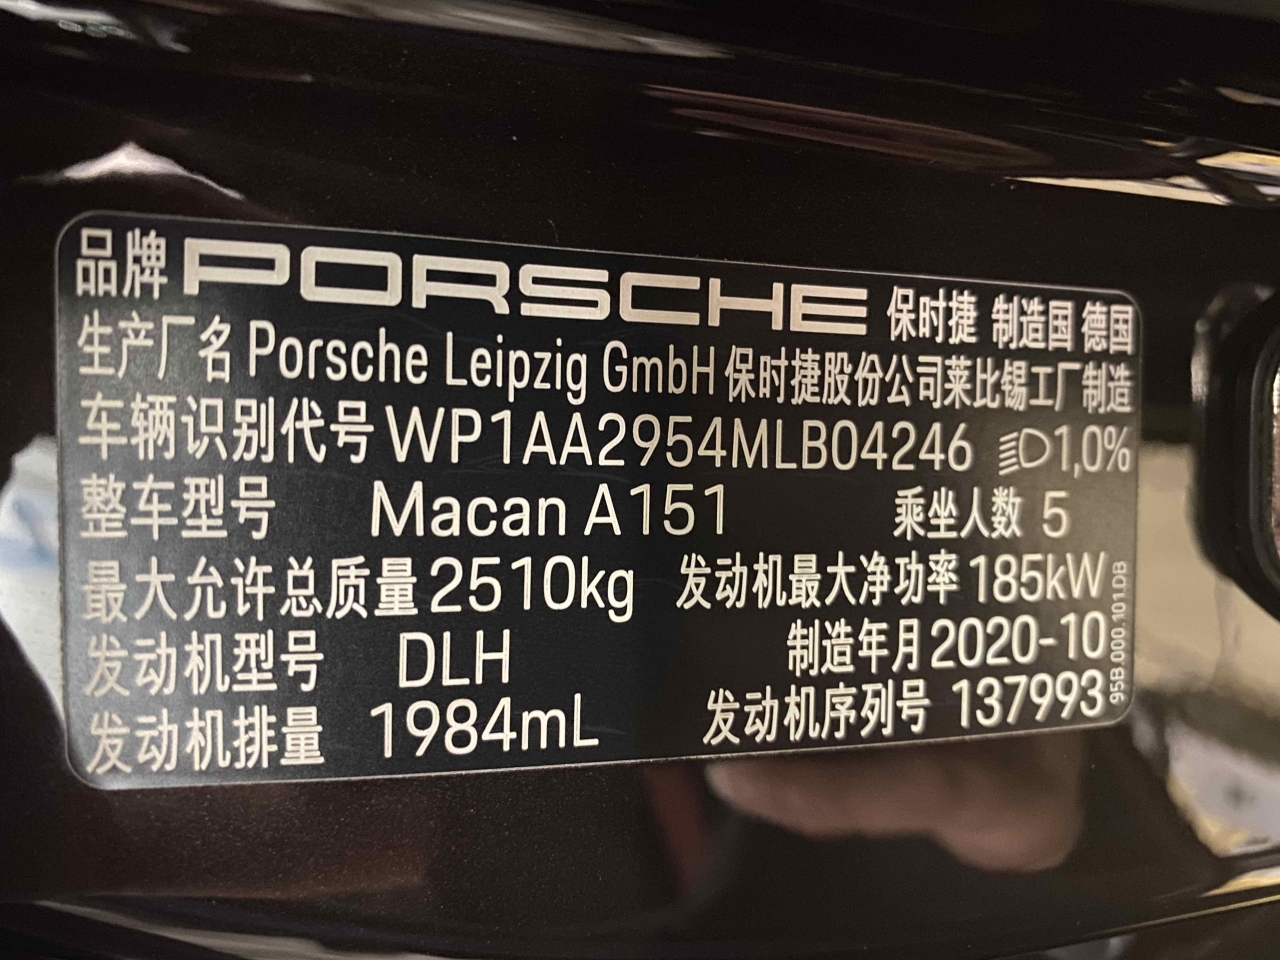 品牌 PORSCHE 保时捷 制造国 德国
生产厂名 Porsche Leipzig GmbH 保时捷股份公司莱比锡工厂制造
车辆识别代号 WP1AA2954MLB04246 1,0%
整车型号 Macan A151 乘坐人数 5
最大允许总质量 2510kg 发动机最大净功率 185kW
发动机型号 DLH 制造年月 2020-10
发动机排量 1984mL 发动机序列号 137993
95B.000.101.DB